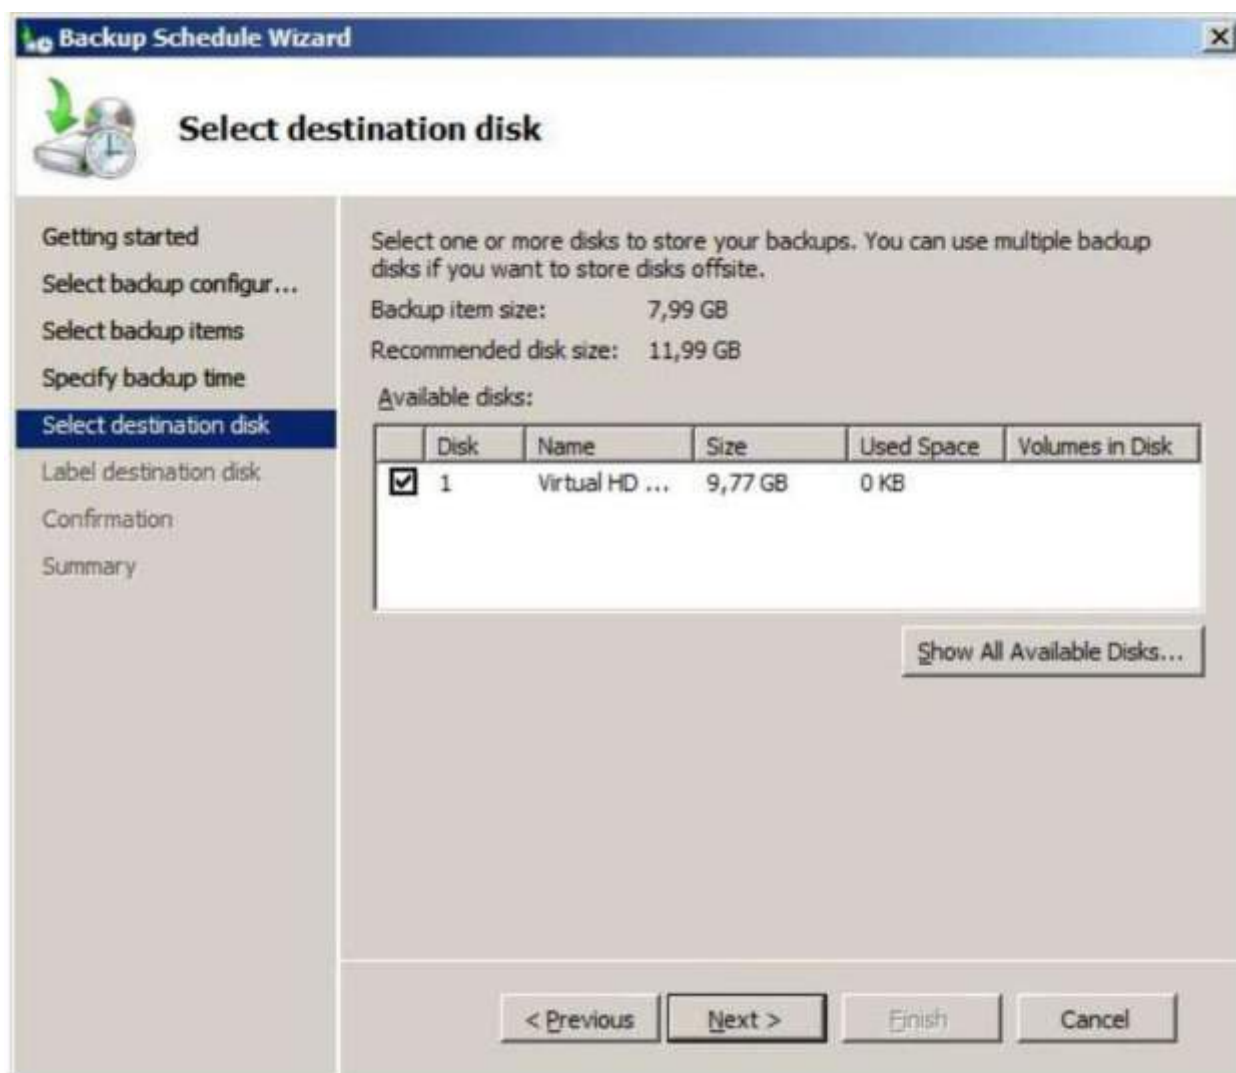 Backup Schedule Wizard
Select destination disk
Getting started
Select backup configur...
Select backup items
Specify backup time
Select destination disk
Label destination disk
Confirmation
Summary
Select one or more disks to store your backups. You can use multiple backup
disks if you want to store disks offsite.
Backup item size: 7,99 GB
Recommended disk size: 11,99 GB
Available disks:
Disk Name Size Used Space Volumes in Disk
1 Virtual HD ... 9,77 GB 0 KB
Show All Available Disks...
< Previous Next > Finish Cancel